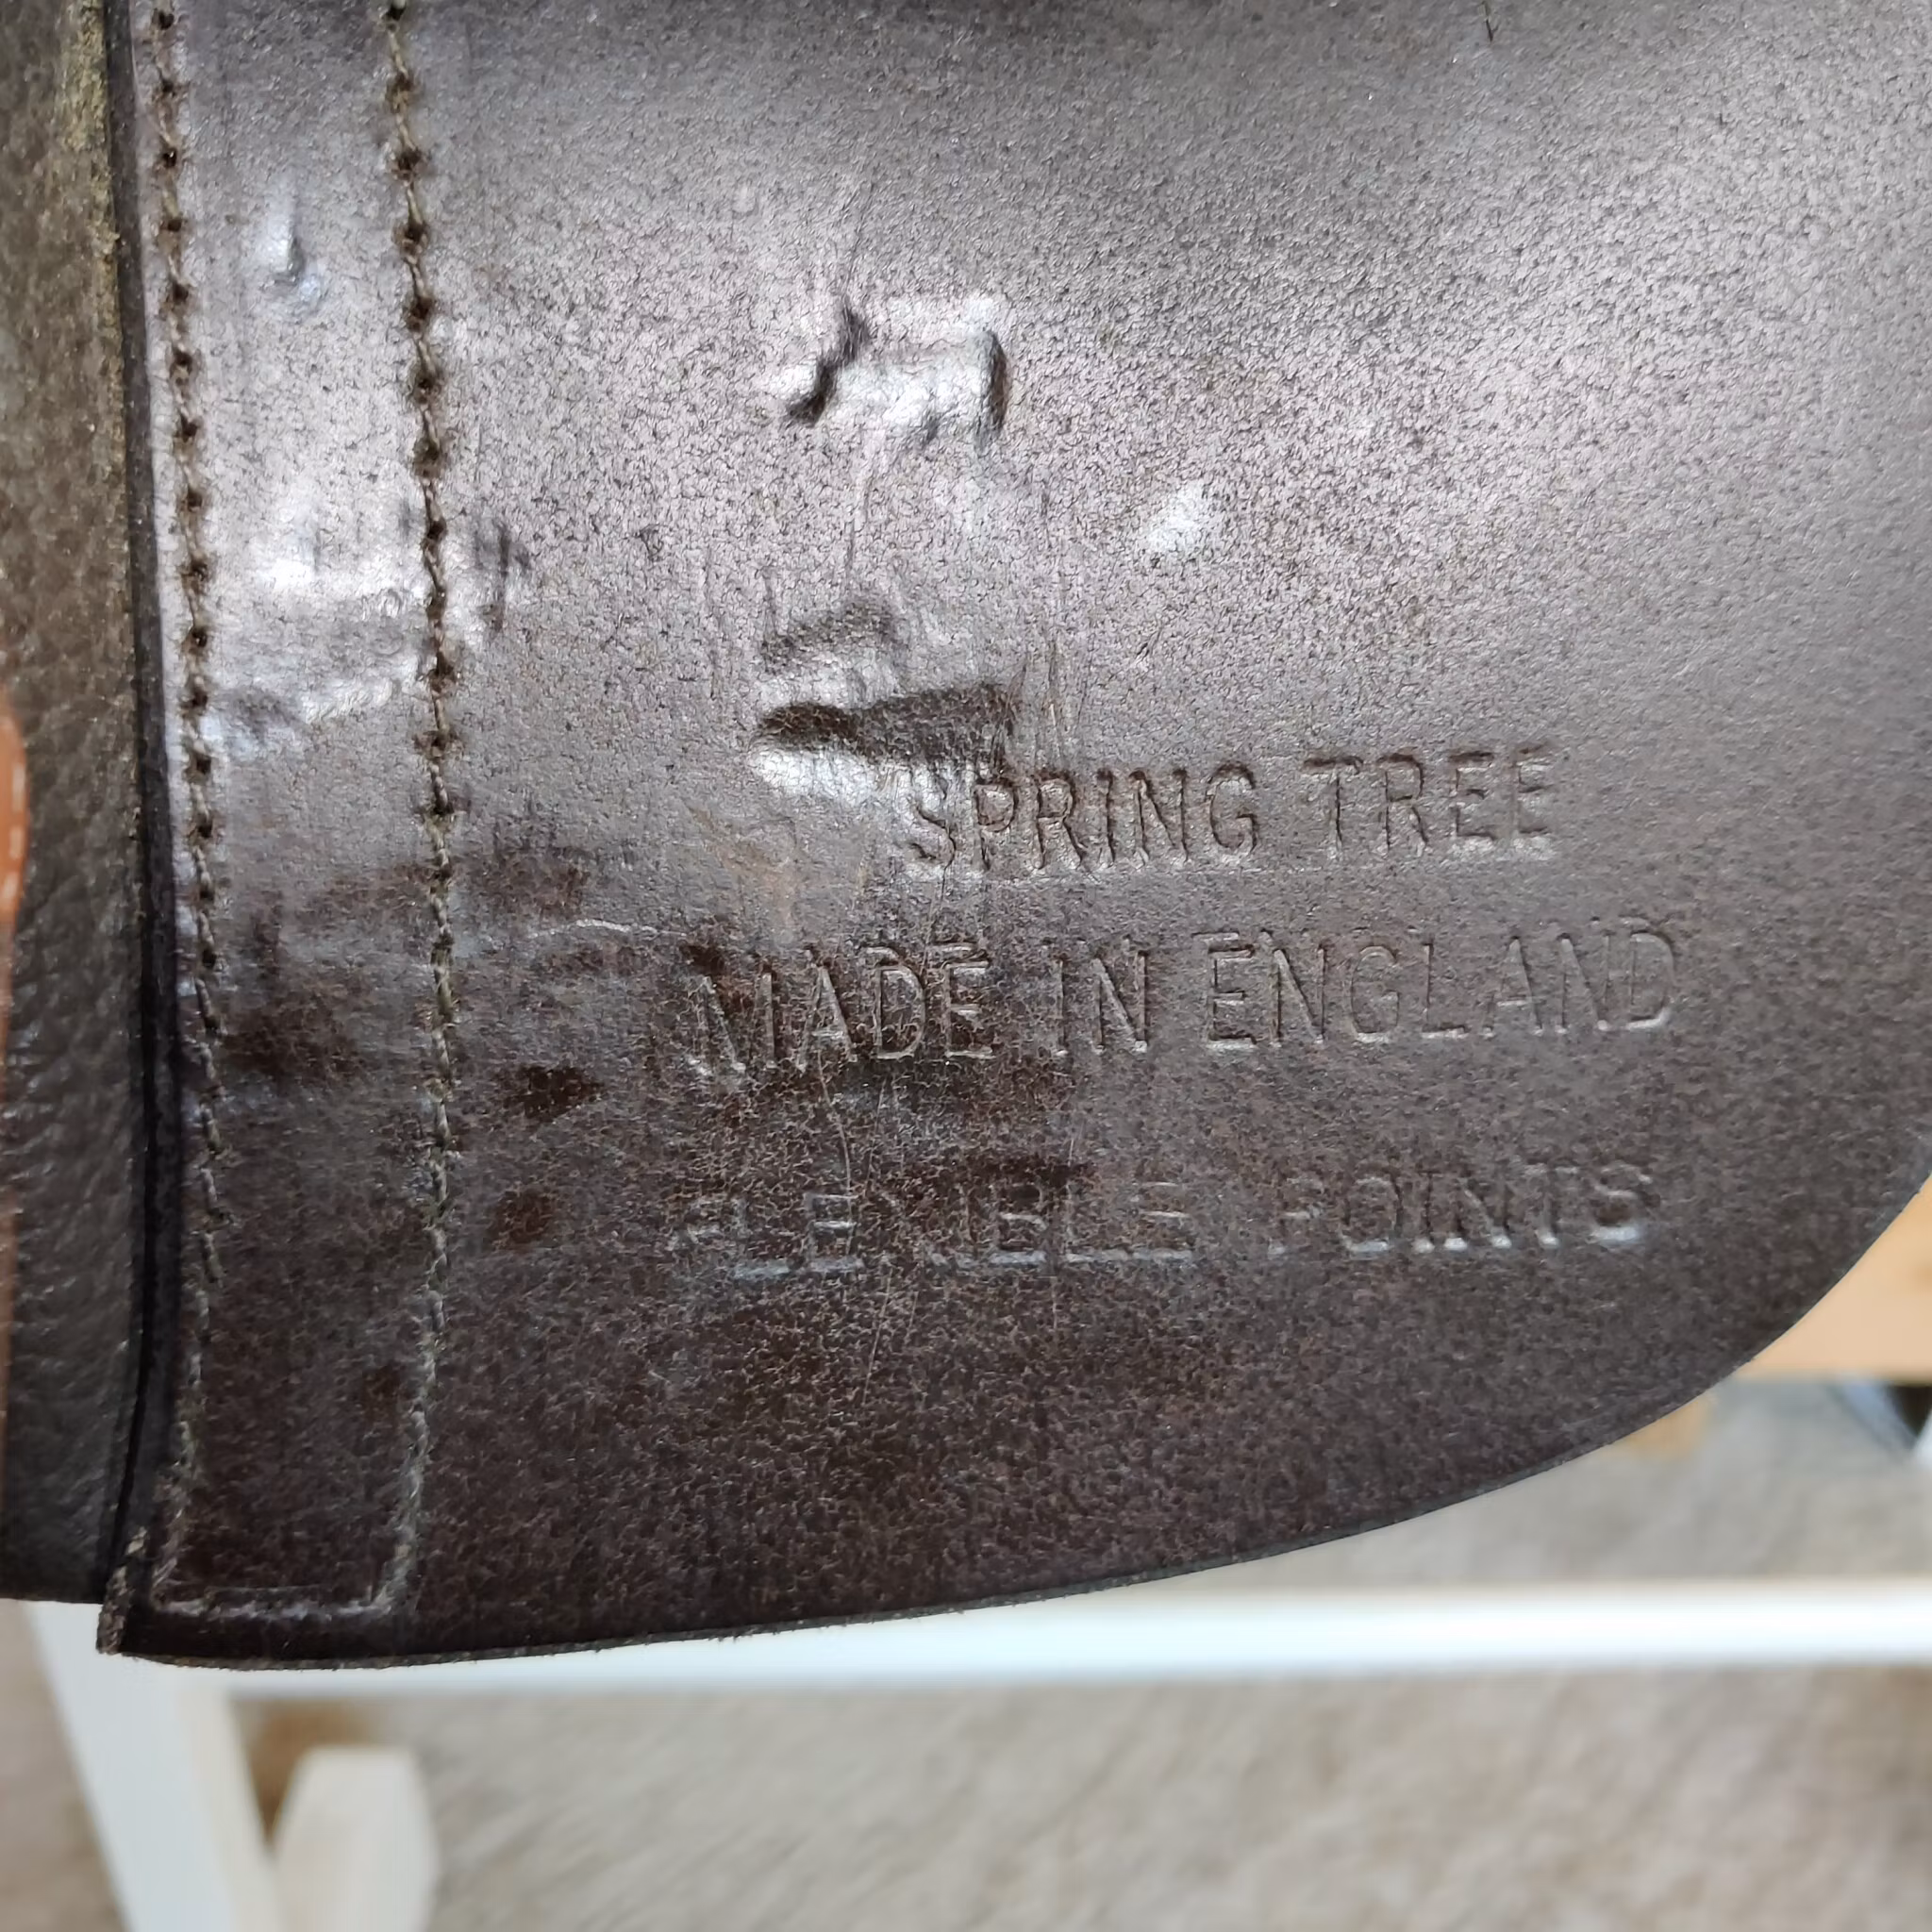 SPRING TREE
MADE IN ENGLAND
FLEXIBLE POINTS